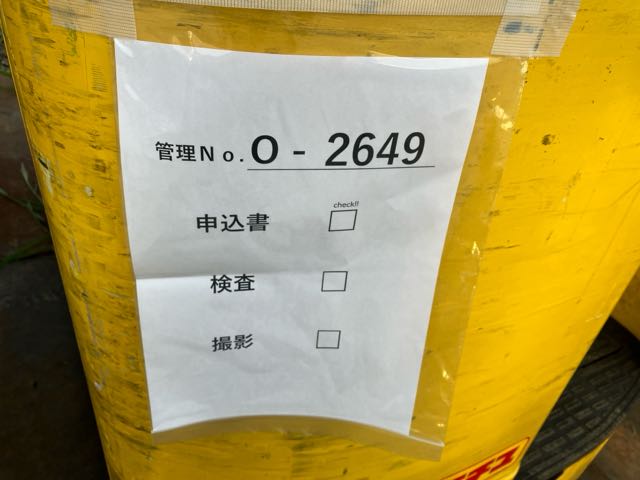 管理No. O - 2649
check!!
申込書 □
検査 □
撮影 □